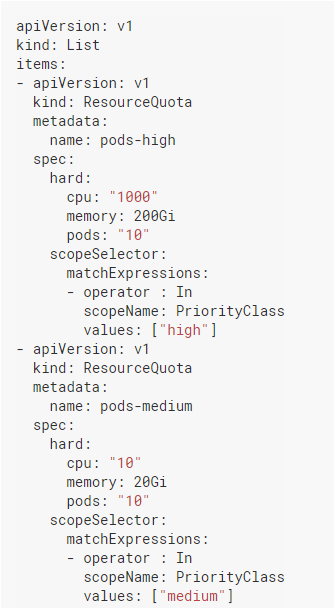 apiVersion: v1
kind: List
items:
- apiVersion: v1
  kind: ResourceQuota
  metadata:
    name: pods-high
  spec:
    hard:
      cpu: "1000"
      memory: 200Gi
      pods: "10"
    scopeSelector:
      matchExpressions:
      - operator : In
        scopeName: PriorityClass
        values: ["high"]
- apiVersion: v1
  kind: ResourceQuota
  metadata:
    name: pods-medium
  spec:
    hard:
      cpu: "10"
      memory: 20Gi
      pods: "10"
    scopeSelector:
      matchExpressions:
      - operator : In
        scopeName: PriorityClass
        values: ["medium"]